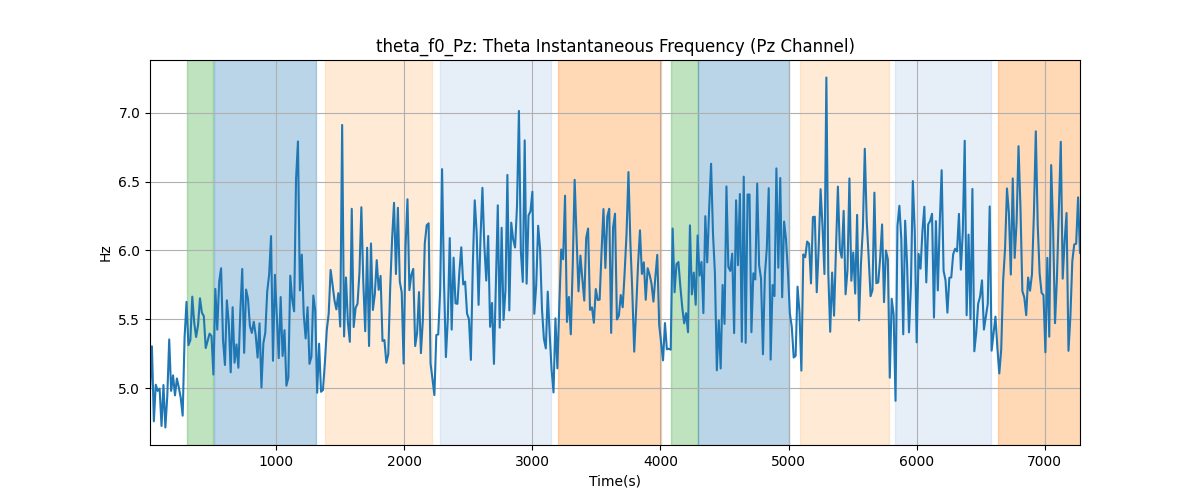 theta_f0_Pz: Theta Instantaneous Frequency (Pz Channel)
7.0
6.5
6.0
5.5
5.0
Hz
1000 2000 3000 4000 5000 6000 7000
Time(s)